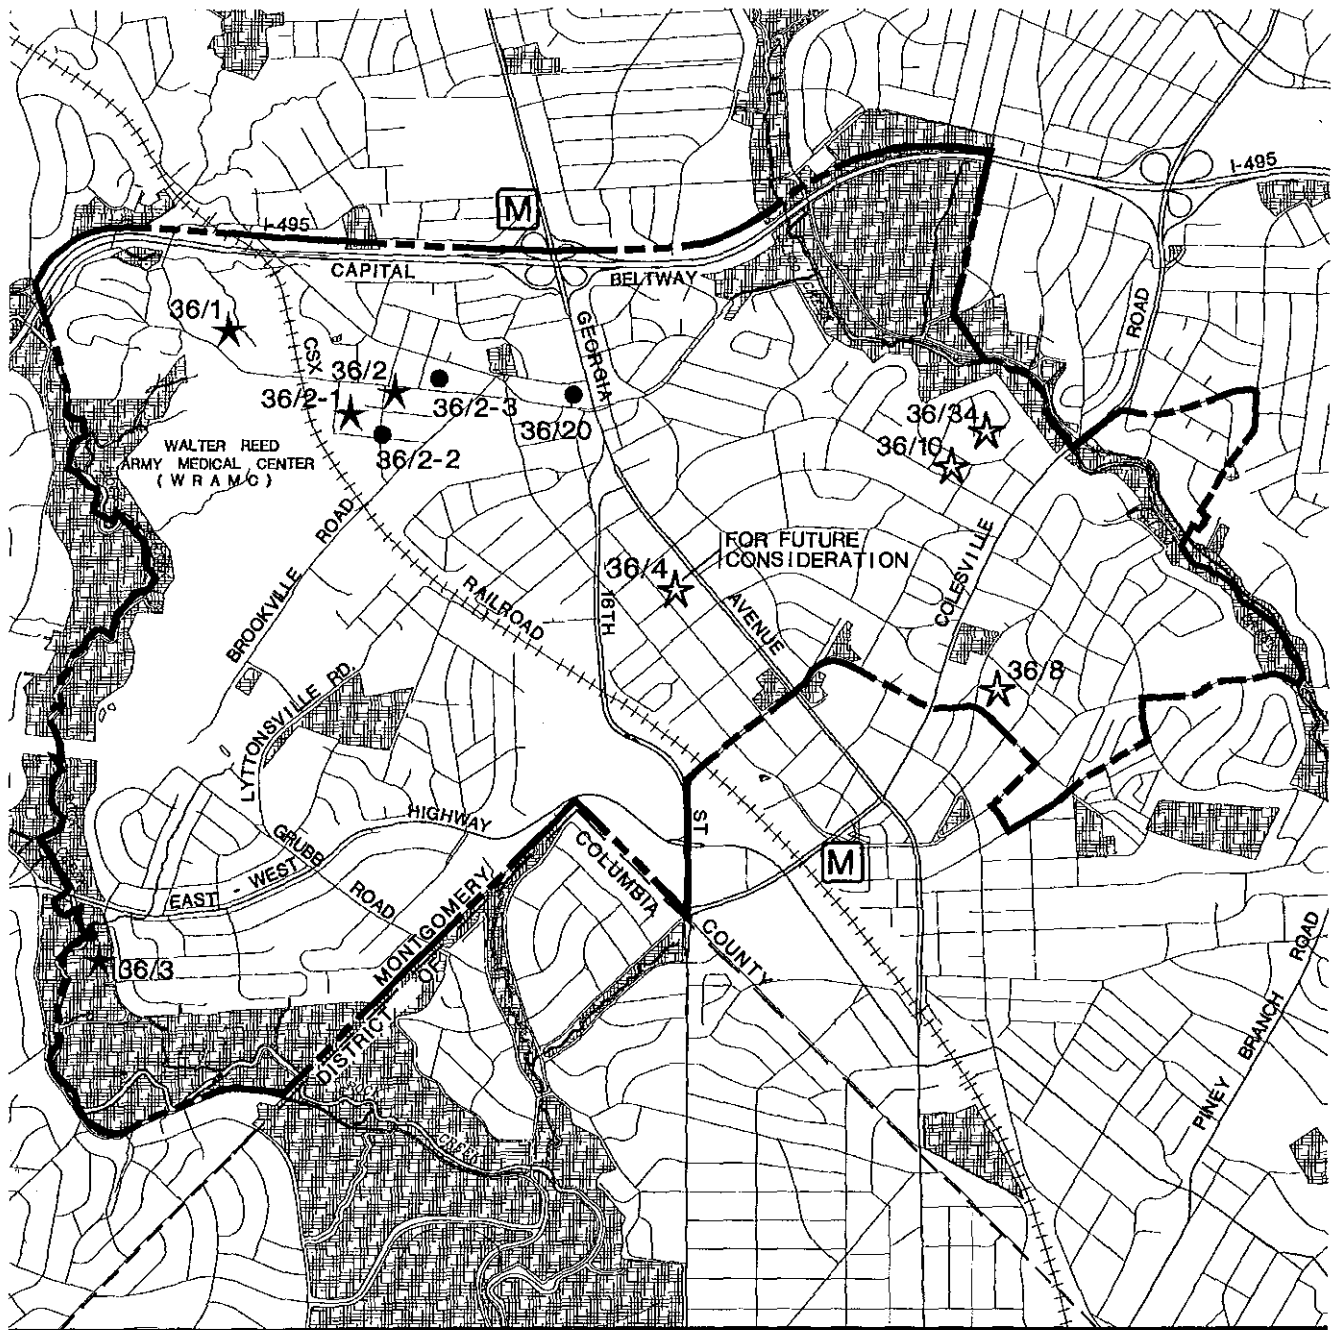 I-495
M
I-495
CAPITAL
BELTWAY
36/1
ROAD
GEORGIA
CSX
36/2
36/2-1
36/2-3
36/20
36/34
36/10
WALTER REED
ARMY MEDICAL CENTER
(WRAMC)
36/2-2
ROAD
FOR FUTURE
CONSIDERATION
36/4
COLESVILLE
RAILROAD
16TH
AVENUE
BROOKVILLE
36/8
LYTTONSVILLE RD.
HIGHWAY
ST
GRUBB
COLUMBIA
M
EAST - WEST
ROAD
MONTGOMERY
COUNTY
36/3
OF
DISTRICT
ROAD
BRANCH
PINEY
CREEK